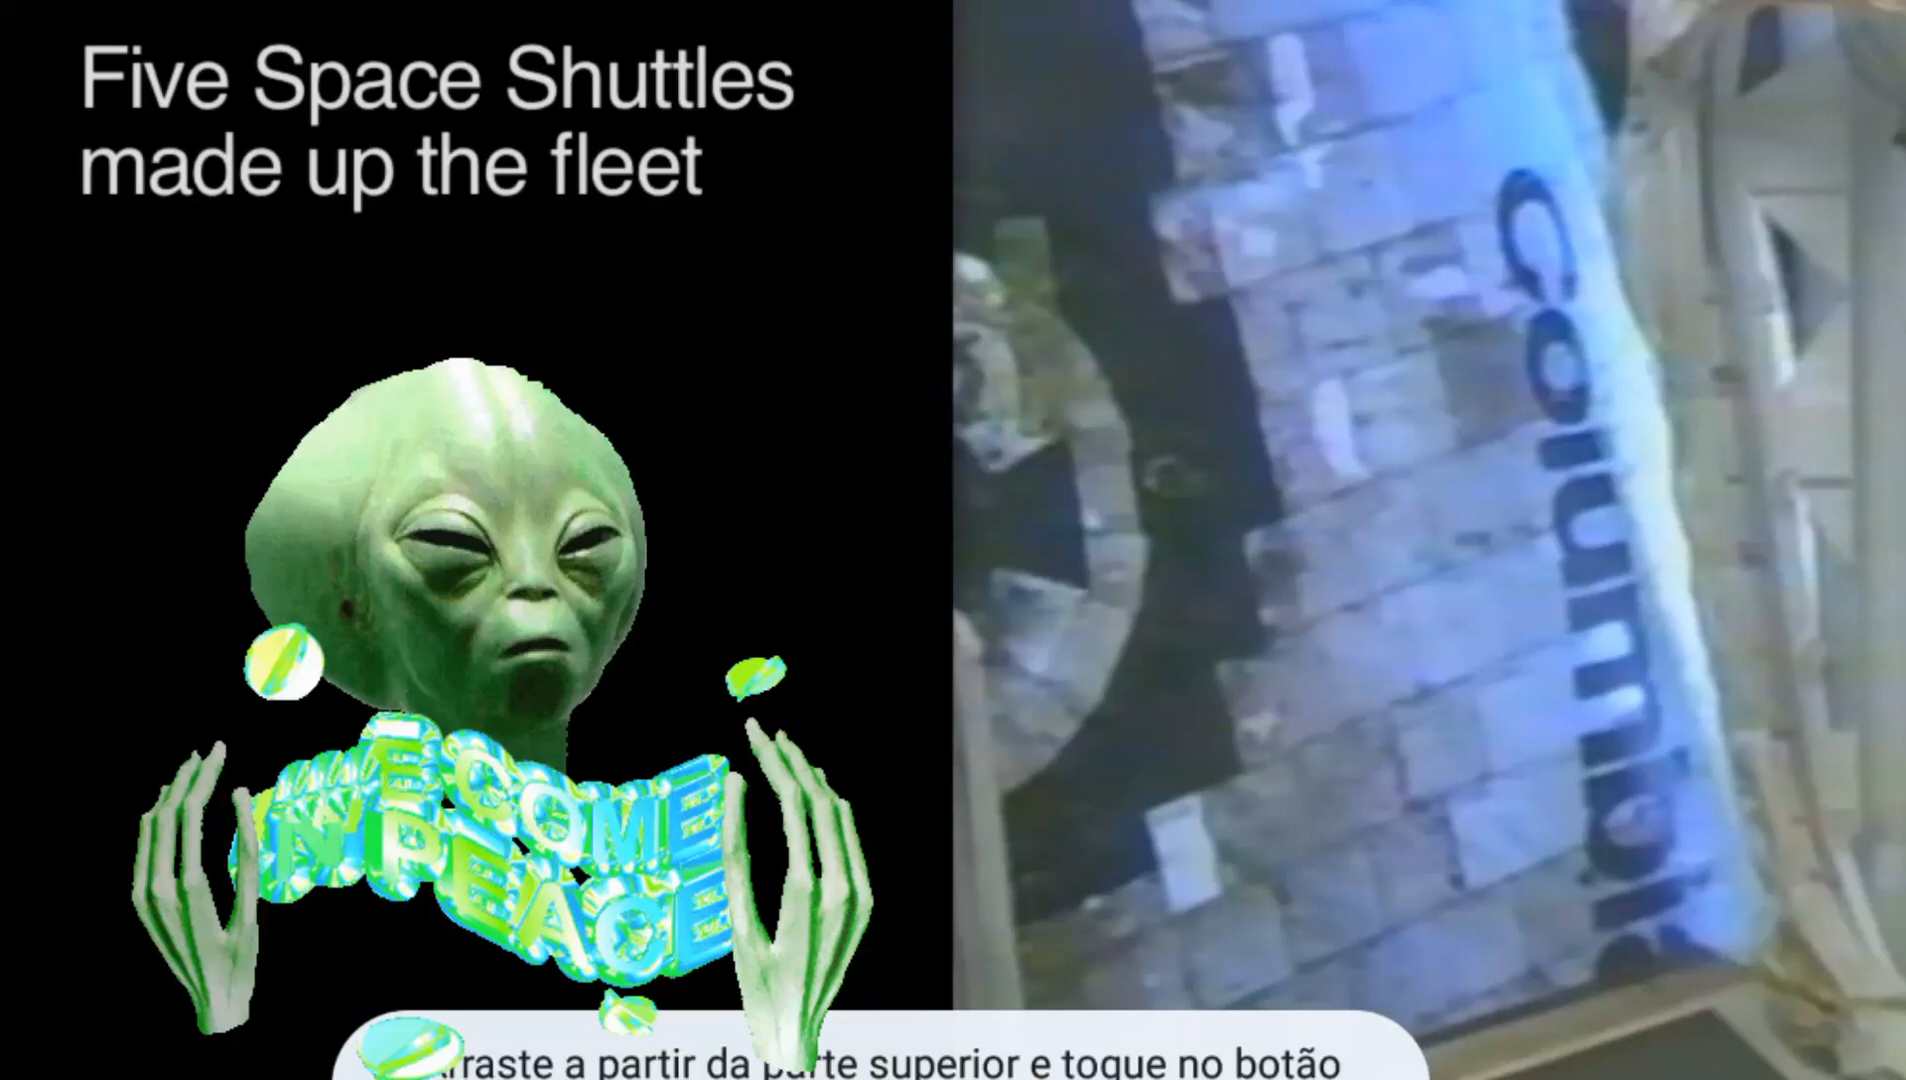 Five Space Shuttles
made up the fleet
Columbia
WE COME
IN PEACE
Arraste a partir da parte superior e toque no botão